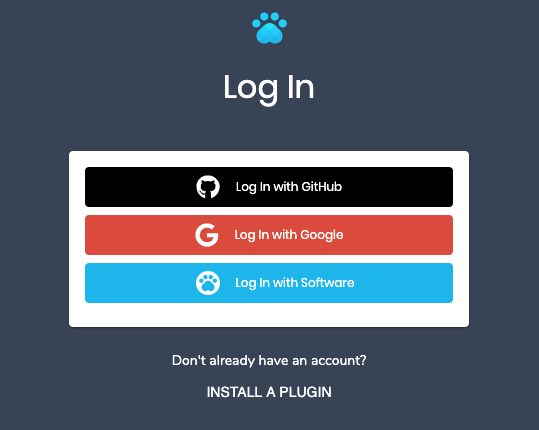 Log In
Log In with GitHub
Log In with Google
Log In with Software
Don't already have an account?
INSTALL A PLUGIN